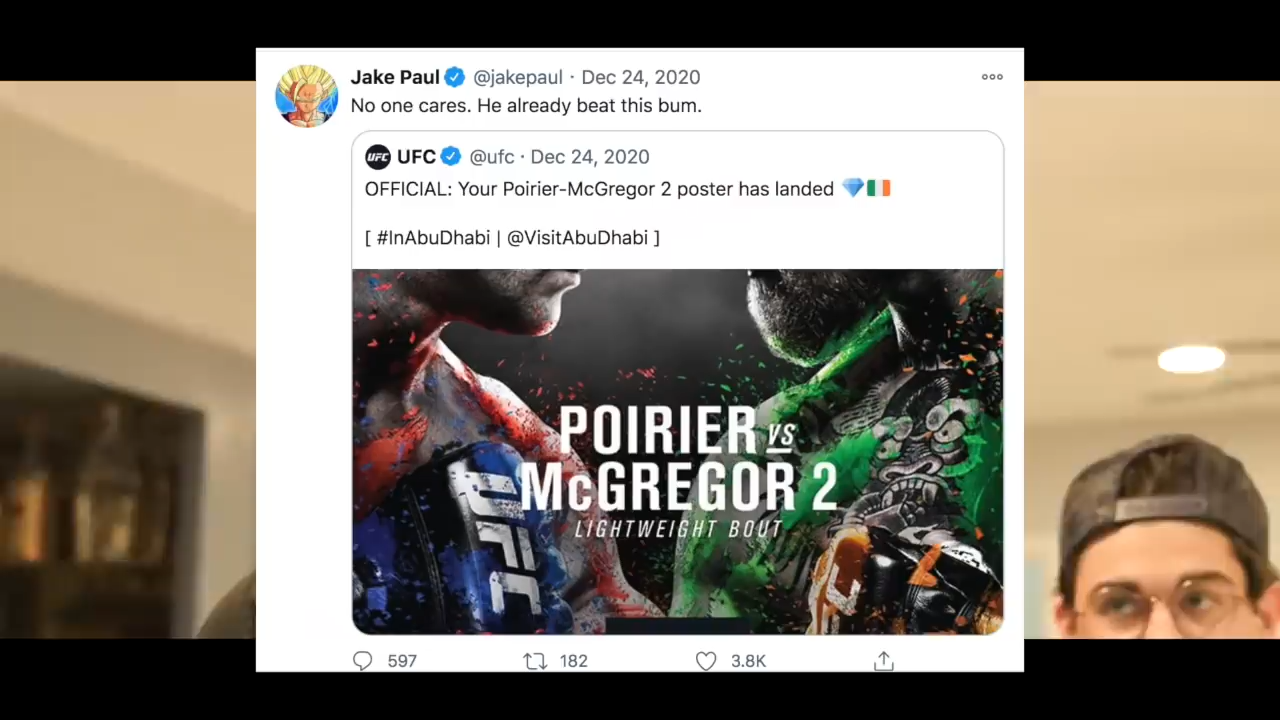 Jake Paul @jakepaul · Dec 24, 2020
No one cares. He already beat this bum.
UFC UFC @ufc · Dec 24, 2020
OFFICIAL: Your Poirier-McGregor 2 poster has landed 💎🇮🇪
[ #InAbuDhabi | @VisitAbuDhabi ]
POIRIER VS
McGREGOR 2
LIGHTWEIGHT BOUT
UFC
597 182 3.8K